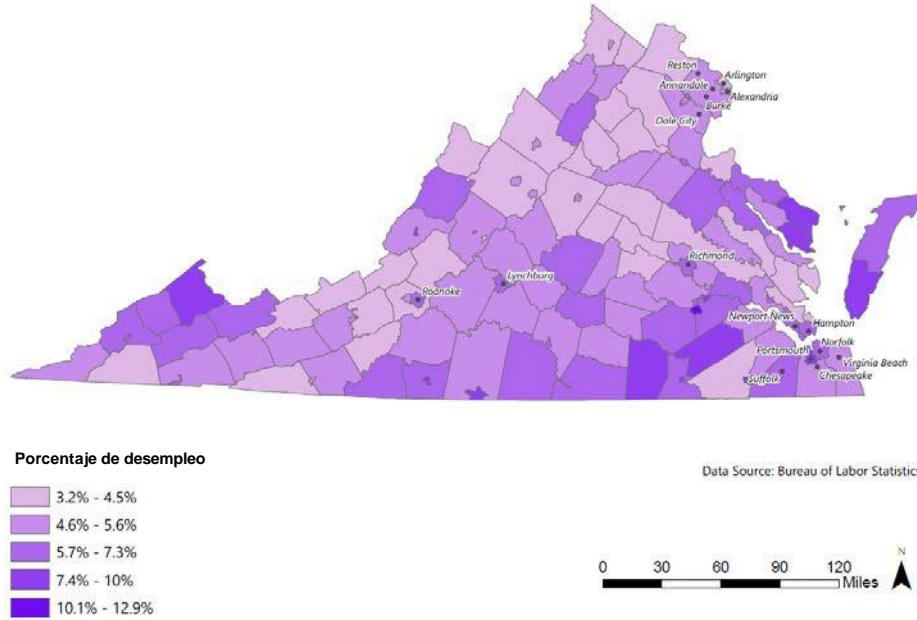 Reston
Arlington
Annandale
Alexandria
Burke
Dale City
Richmond
Lynchburg
Roanoke
Newport News
Hampton
Norfolk
Portsmouth
Virginia Beach
Suffolk
Chesapeake
Porcentaje de desempleo
Data Source: Bureau of Labor Statistics
3.2% - 4.5%
4.6% - 5.6%
5.7% - 7.3%
7.4% - 10%
10.1% - 12.9%
N
0 30 60 90 120
Miles